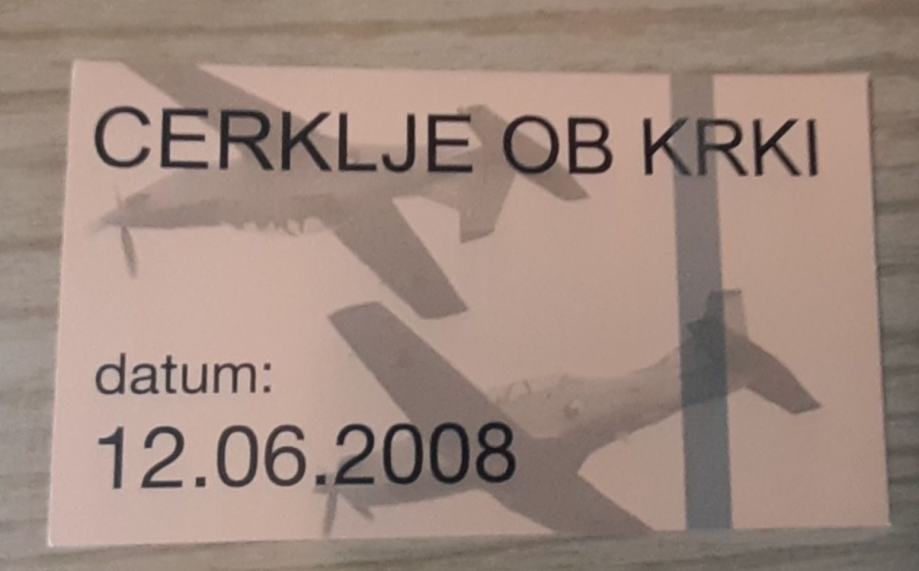 CERKLJE OB KRKI
datum:
12.06.2008